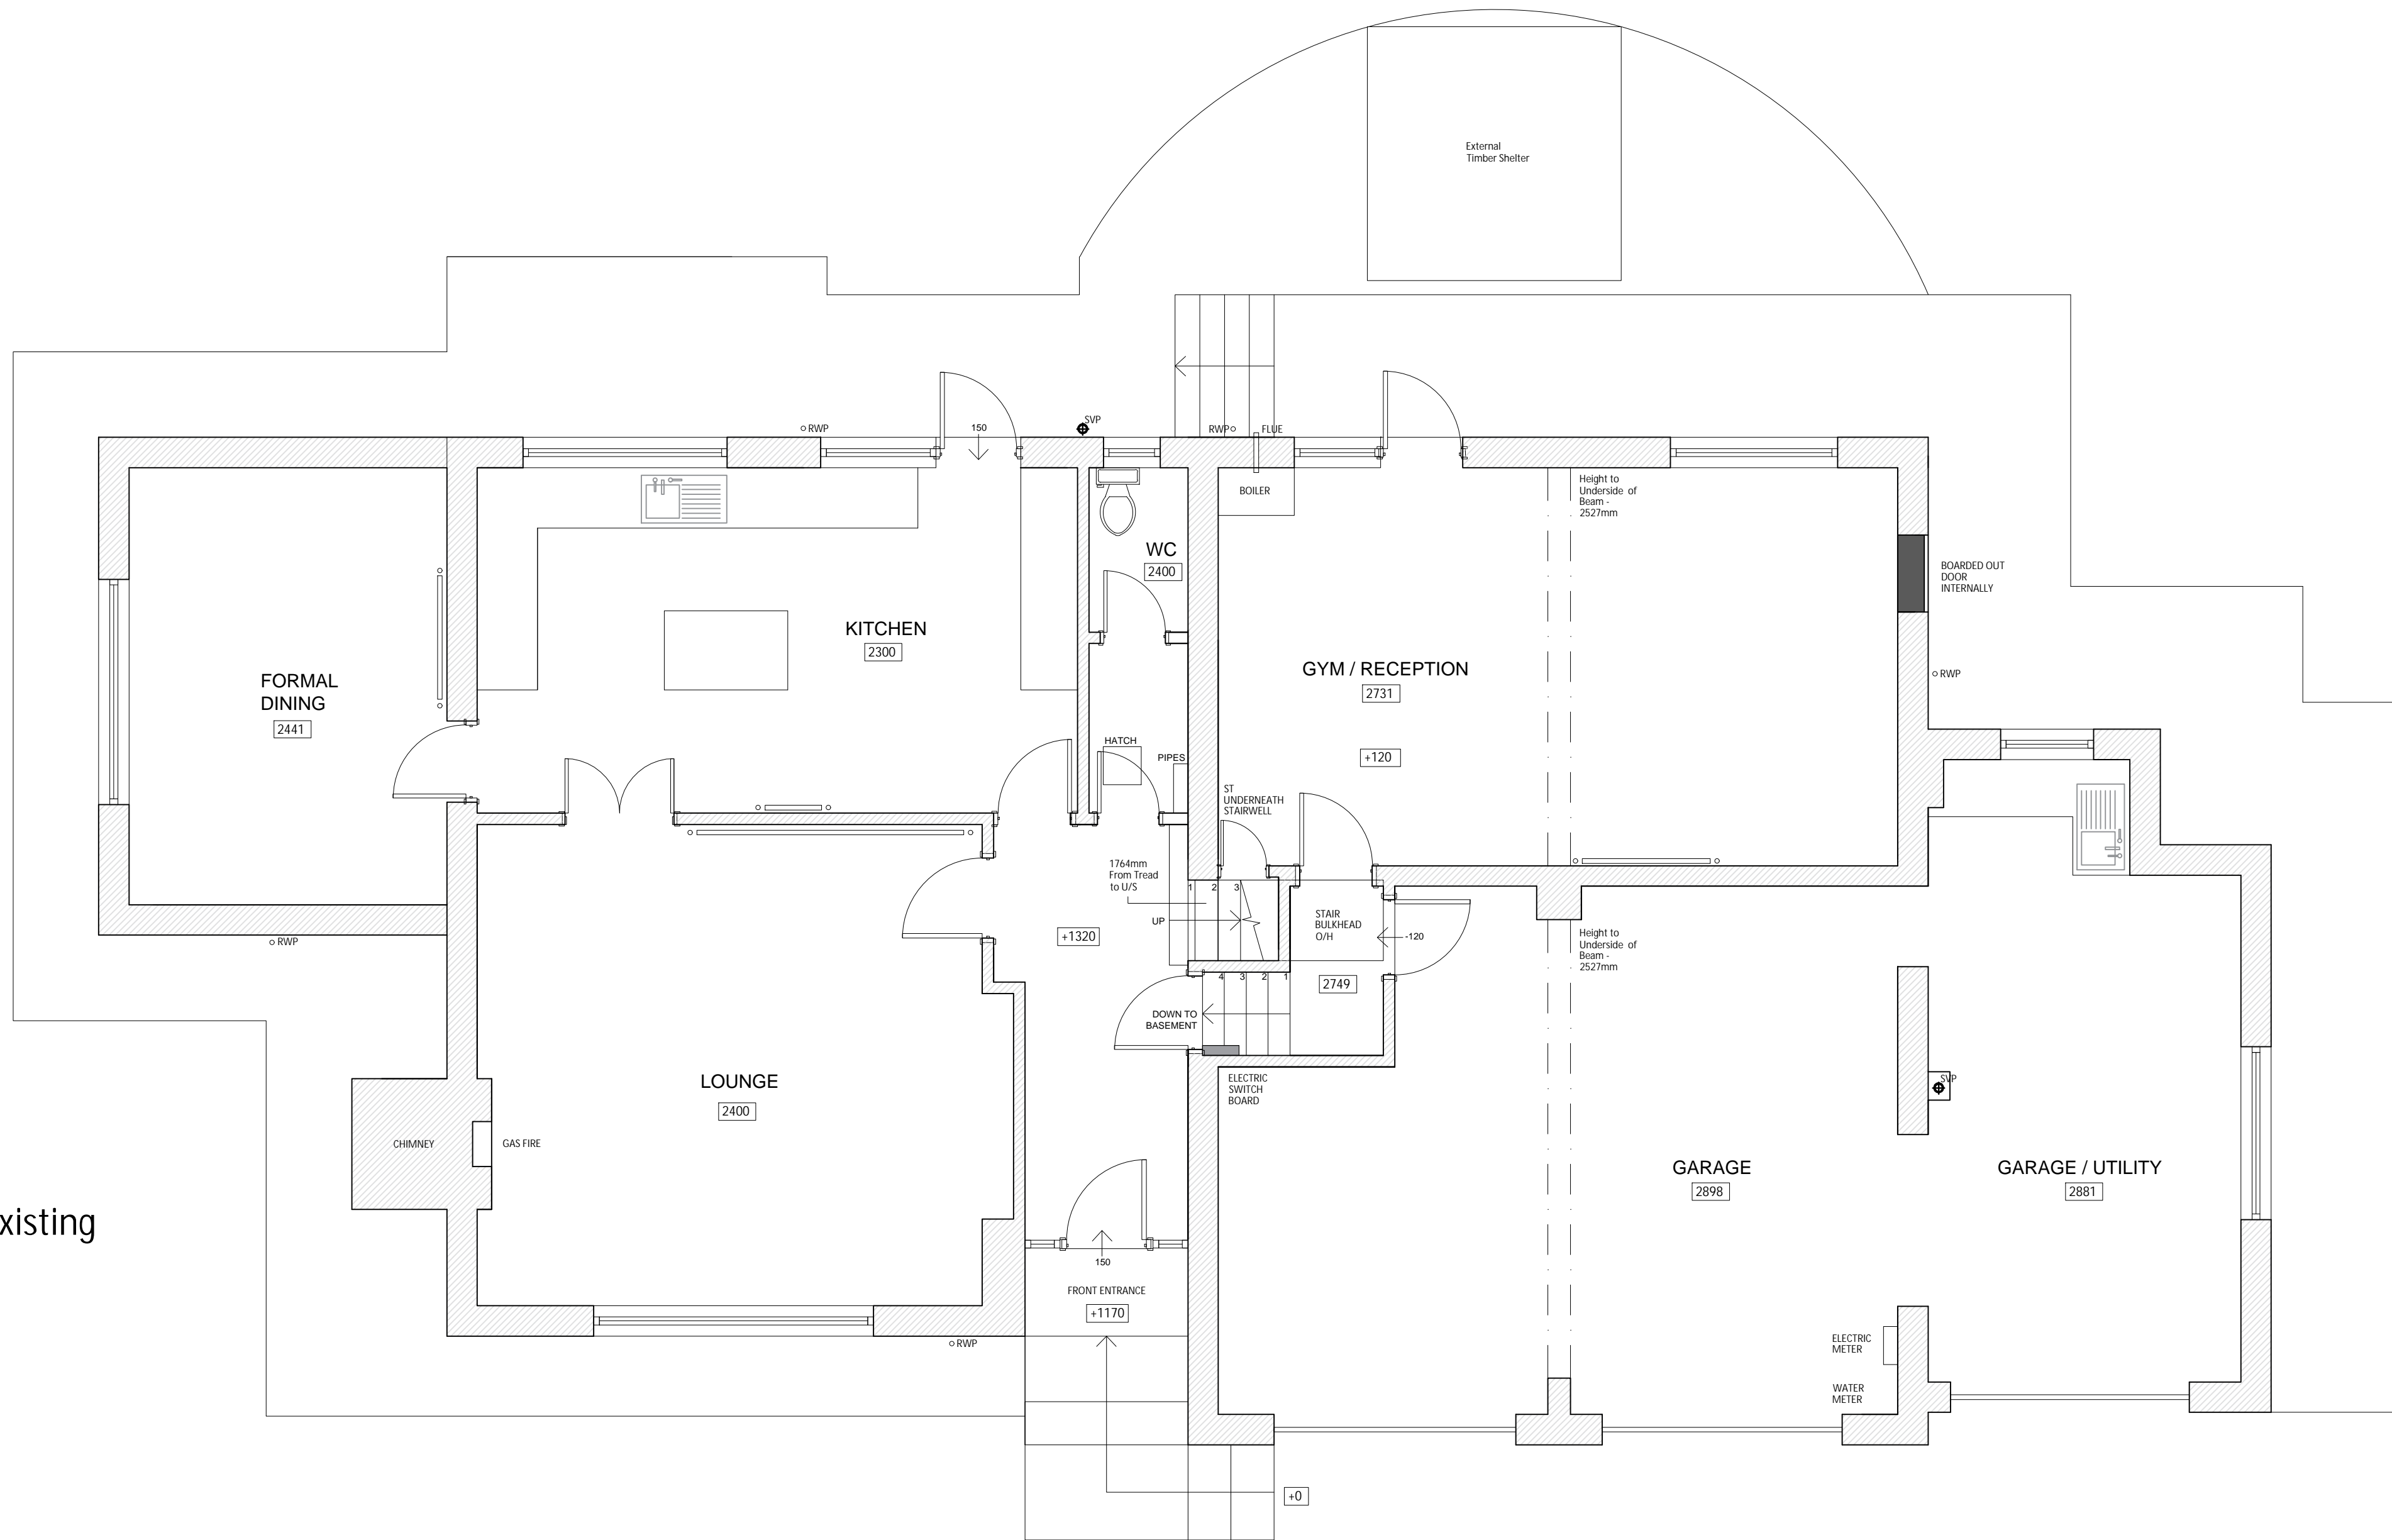 External
Timber Shelter
SVP
RWP
150
RWP
FLUE
BOILER
Height to
Underside of
Beam -
2527mm
WC
2400
BOARDED OUT
DOOR
INTERNALLY
KITCHEN
2300
GYM / RECEPTION
2731
RWP
FORMAL
DINING
2441
HATCH
PIPES
+120
ST
UNDERNEATH
STAIRWELL
1764mm
From Tread
to U/S
1 2 3
UP
STAIR
BULKHEAD
O/H
-120
+1320
RWP
Height to
Underside of
Beam -
2527mm
4 3 2 1
2749
DOWN TO
BASEMENT
ELECTRIC
SWITCH
BOARD
SVP
LOUNGE
2400
CHIMNEY
GAS FIRE
GARAGE
2898
GARAGE / UTILITY
2881
xisting
150
FRONT ENTRANCE
+1170
RWP
ELECTRIC
METER
WATER
METER
+0